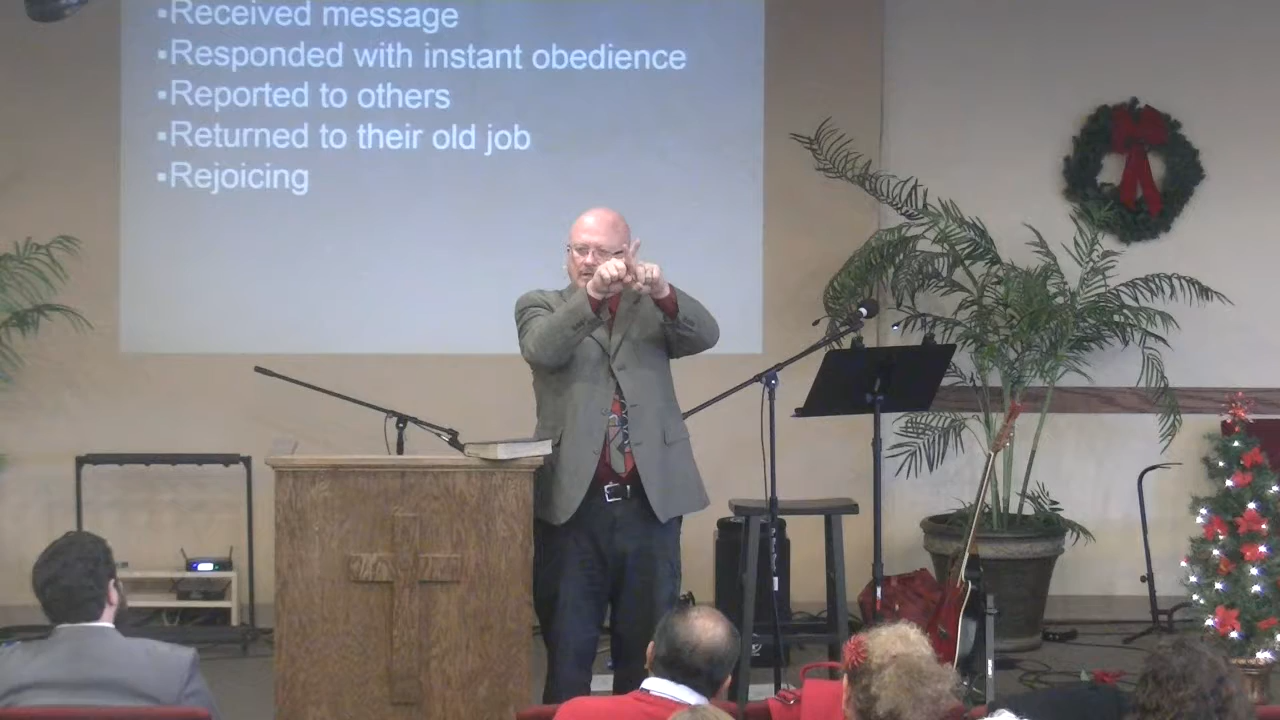 ▪Received message
▪Responded with instant obedience
▪Reported to others
▪Returned to their old job
▪Rejoicing